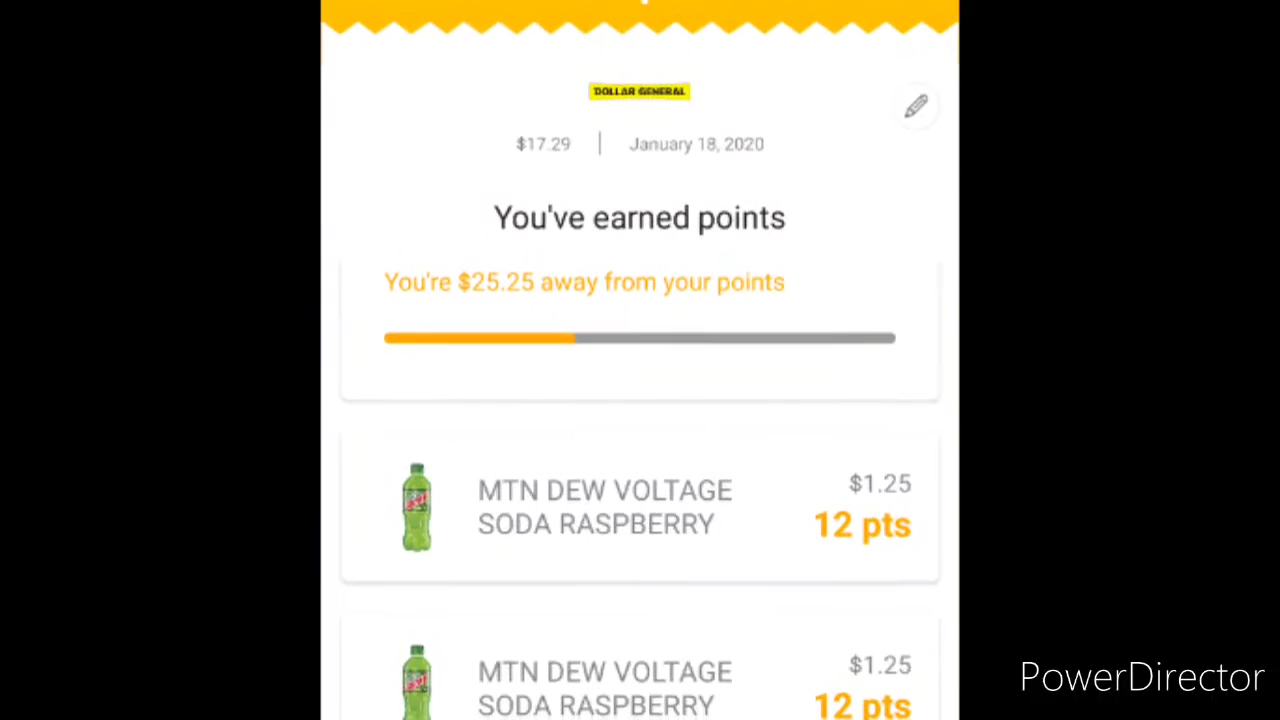 DOLLAR GENERAL
$17.29 | January 18, 2020
You've earned points
You're $25.25 away from your points
MTN DEW VOLTAGE
SODA RASPBERRY
$1.25
12 pts
MTN DEW VOLTAGE
SODA RASPBERRY
$1.25
12 pts
PowerDirector